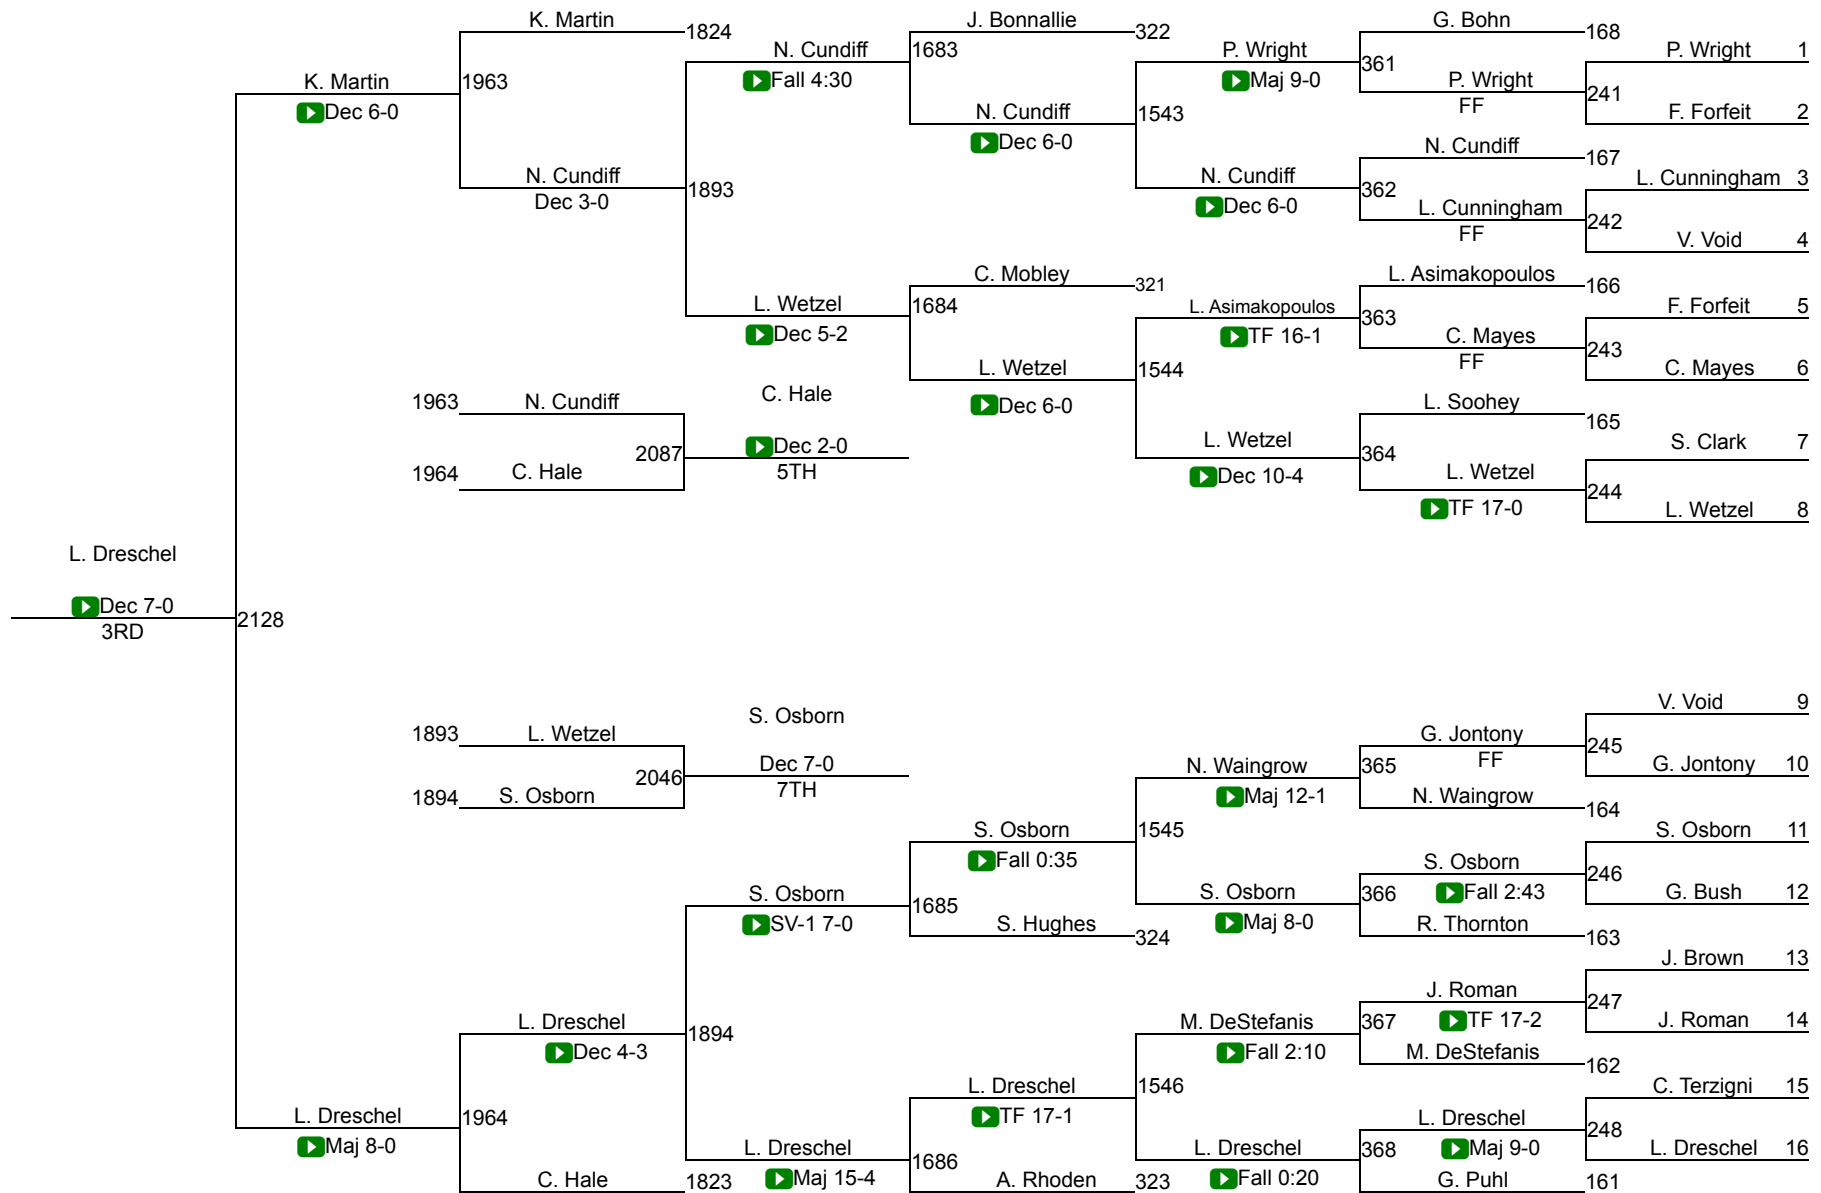 K. Martin
1824
J. Bonnallie
322
G. Bohn
168
N. Cundiff
1683
P. Wright
P. Wright 1
Fall 4:30
Maj 9-0
361
P. Wright
FF
241
K. Martin
1963
Dec 6-0
N. Cundiff
1543
F. Forfeit 2
Dec 6-0
N. Cundiff
167
N. Cundiff
Dec 3-0
1893
N. Cundiff
362
L. Cunningham 3
Dec 6-0
L. Cunningham
FF
242
V. Void 4
C. Mobley
321
L. Asimakopoulos
166
L. Wetzel
1684
L. Asimakopoulos
363
F. Forfeit 5
Dec 5-2
TF 16-1
C. Mayes
FF
243
L. Wetzel
1544
C. Mayes 6
Dec 6-0
1963
N. Cundiff
C. Hale
L. Soohey
165
2087
Dec 2-0
5TH
L. Wetzel
364
S. Clark 7
1964
C. Hale
Dec 10-4
L. Wetzel
244
TF 17-0
L. Wetzel 8
L. Dreschel
Dec 7-0
3RD
2128
V. Void 9
1893
L. Wetzel
S. Osborn
G. Jontony
FF
245
2046
Dec 7-0
7TH
N. Waingrow
365
G. Jontony 10
1894
S. Osborn
Maj 12-1
N. Waingrow
164
S. Osborn
1545
S. Osborn 11
Fall 0:35
S. Osborn
246
Fall 2:43
S. Osborn
1685
S. Osborn
366
G. Bush 12
SV-1 7-0
S. Hughes
324
Maj 8-0
R. Thornton
163
J. Brown 13
J. Roman
247
L. Dreschel
1894
M. DeStefanis
367
TF 17-2
J. Roman 14
Dec 4-3
Fall 2:10
M. DeStefanis
162
L. Dreschel
1546
C. Terzigni 15
L. Dreschel
1964
TF 17-1
L. Dreschel
248
Maj 8-0
L. Dreschel
1686
L. Dreschel
368
Maj 9-0
L. Dreschel 16
C. Hale
1823
Maj 15-4
A. Rhoden
323
Fall 0:20
G. Puhl
161